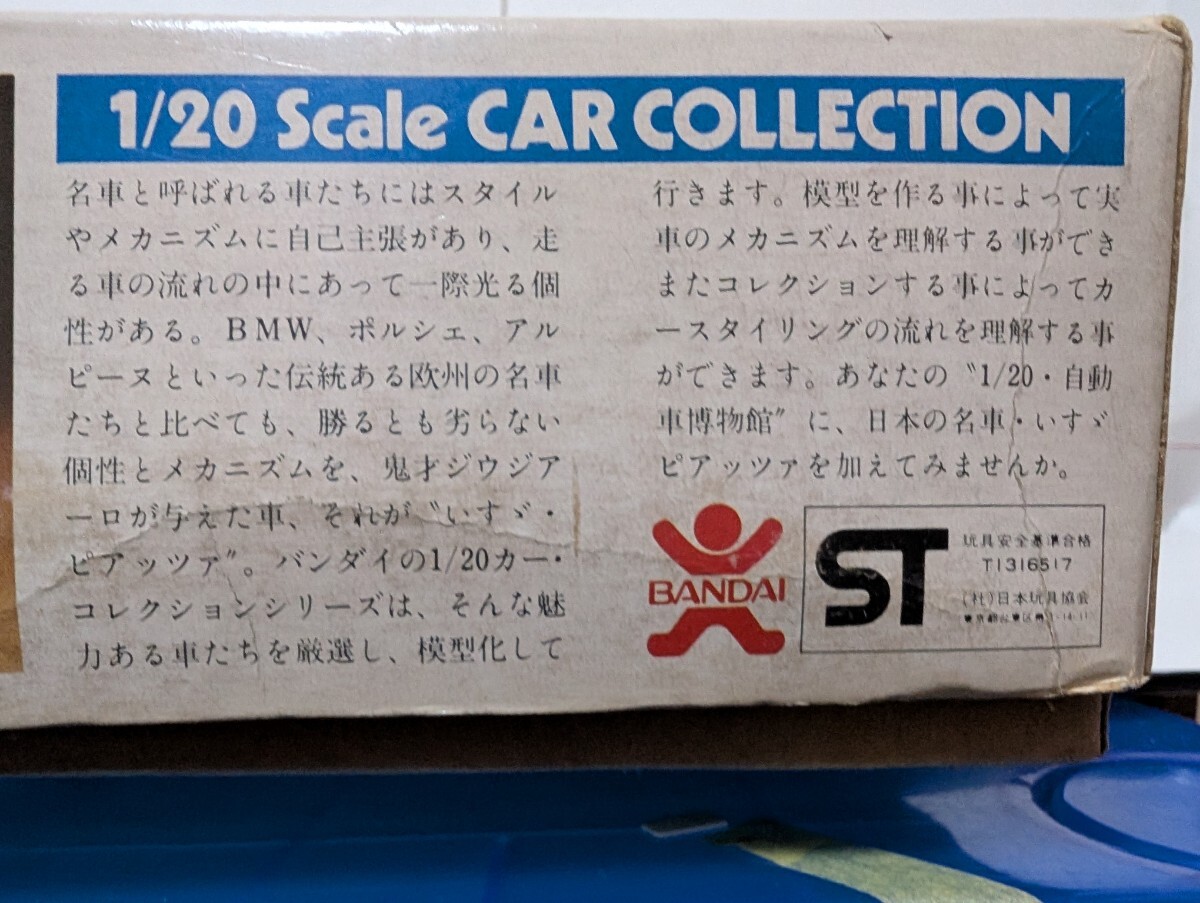 1/20 Scale CAR COLLECTION
名車と呼ばれる車たちにはスタイル
やメカニズムに自己主張があり、走
る車の流れの中にあって一際光る個
性がある。BMW、ポルシェ、アル
ピーヌといった伝統ある欧州の名車
たちと比べても、勝るとも劣らない
個性とメカニズムを、鬼才ジウジア
ーロが与えた車、それが〝いすゞ・
ピアッツァ〟。バンダイの1/20カー・
コレクションシリーズは、そんな魅
力ある車たちを厳選し、模型化して
行きます。模型を作る事によって実
車のメカニズムを理解する事ができ
またコレクションする事によってカ
ースタイリングの流れを理解する事
ができます。あなたの〝1/20・自動
車博物館〟に、日本の名車・いすゞ
ピアッツァを加えてみませんか。
BANDAI
ST
玩具安全基準合格
T1316517
(社)日本玩具協会